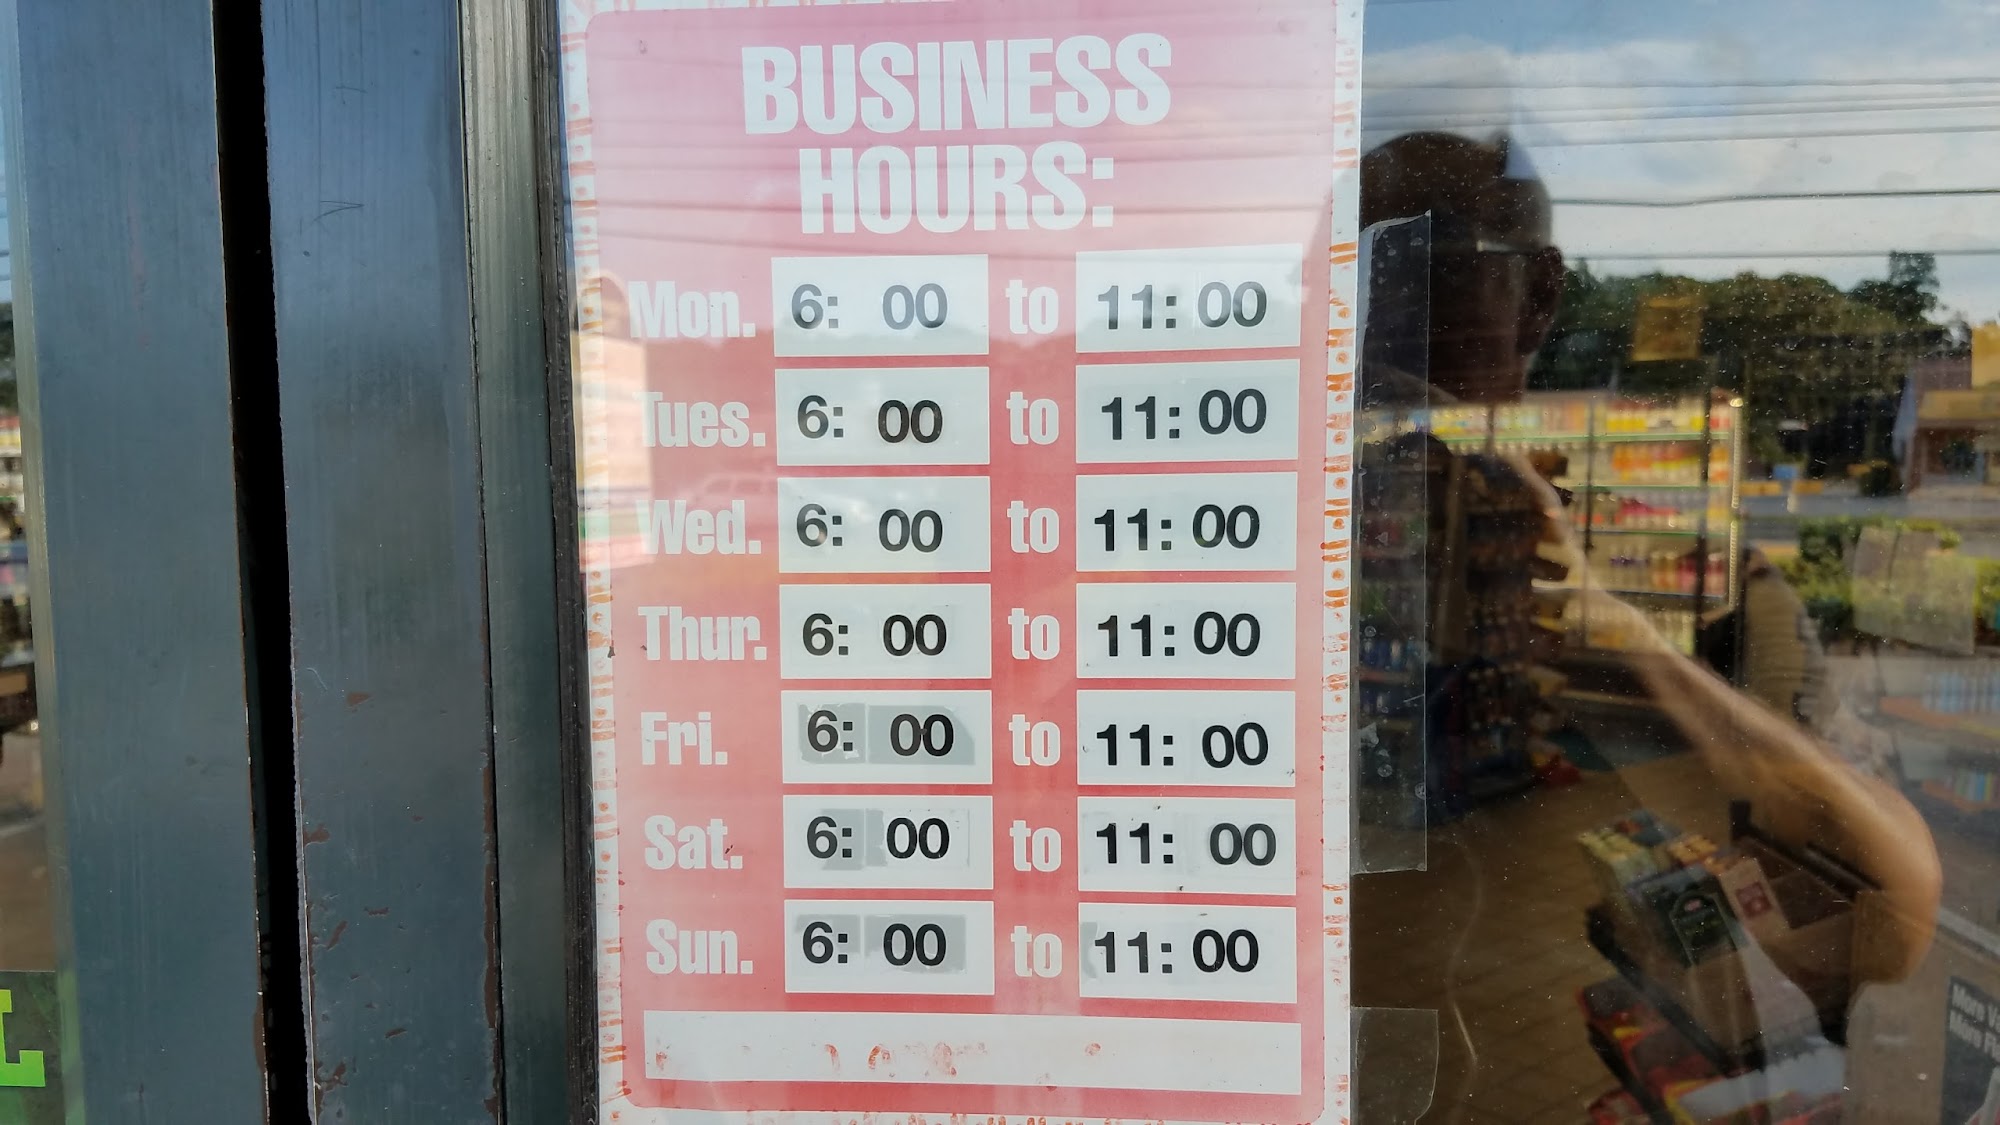 BUSINESS
HOURS:
Mon. 6: 00 to 11: 00
Tues. 6: 00 to 11: 00
Wed. 6: 00 to 11: 00
Thur. 6: 00 to 11: 00
Fri. 6: 00 to 11: 00
Sat. 6: 00 to 11: 00
Sun. 6: 00 to 11: 00
More
More